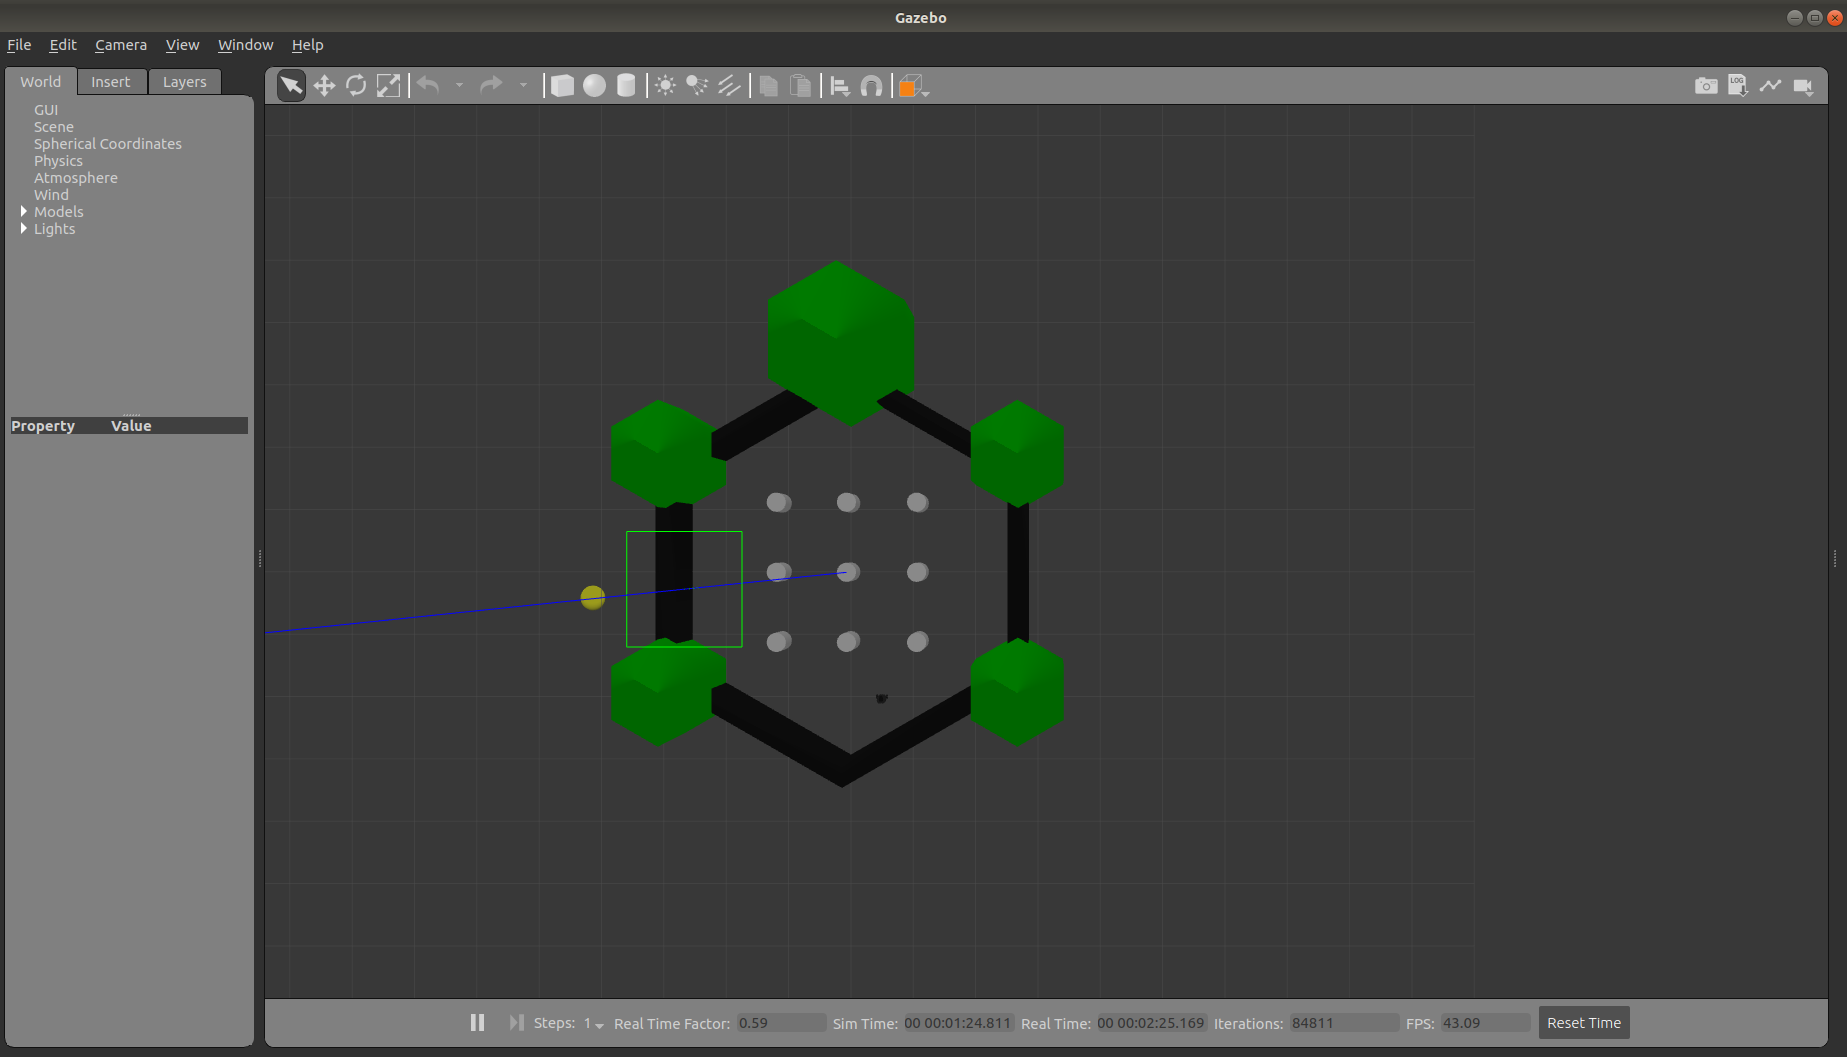 Gazebo
File Edit Camera View Window Help
World Insert Layers
LOG
GUI
Scene
Spherical Coordinates
Physics
Atmosphere
Wind
Models
Lights
Property Value
Steps: 1 Real Time Factor: 0.59 Sim Time: 00 00:01:24.811 Real Time: 00 00:02:25.169 Iterations: 84811 FPS: 43.09 Reset Time